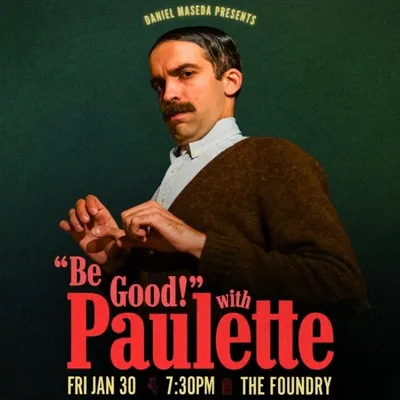 DANIEL MASEDA PRESENTS
“Be
Good!” with
Paulette
FRI JAN 30 7:30PM THE FOUNDRY